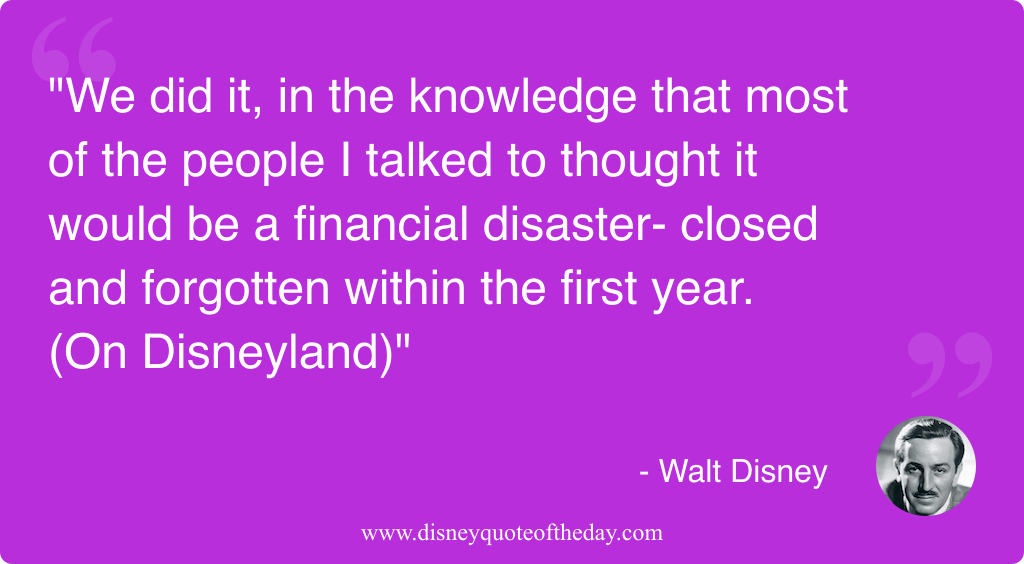 "We did it, in the knowledge that most
of the people I talked to thought it
would be a financial disaster- closed
and forgotten within the first year.
(On Disneyland)"
- Walt Disney
www.disneyquoteoftheday.com